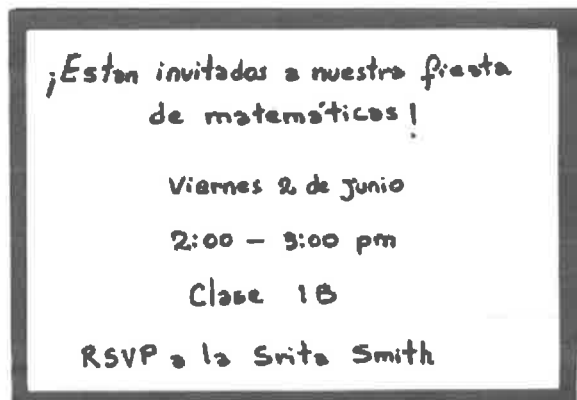 ¡Estan invitados a nuestra fiesta
de matemáticas!
Viernes 2 de Junio
2:00 – 3:00 pm
Clase 1B
RSVP a la Srita Smith